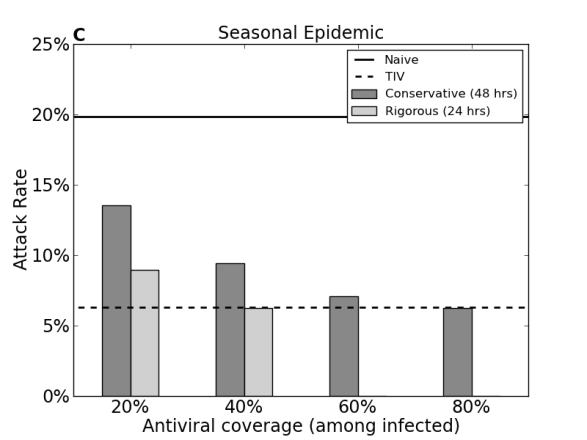 C
Seasonal Epidemic
25%
20%
15%
10%
5%
0%
Attack Rate
Naive
TIV
Conservative (48 hrs)
Rigorous (24 hrs)
20%
40%
60%
80%
Antiviral coverage (among infected)